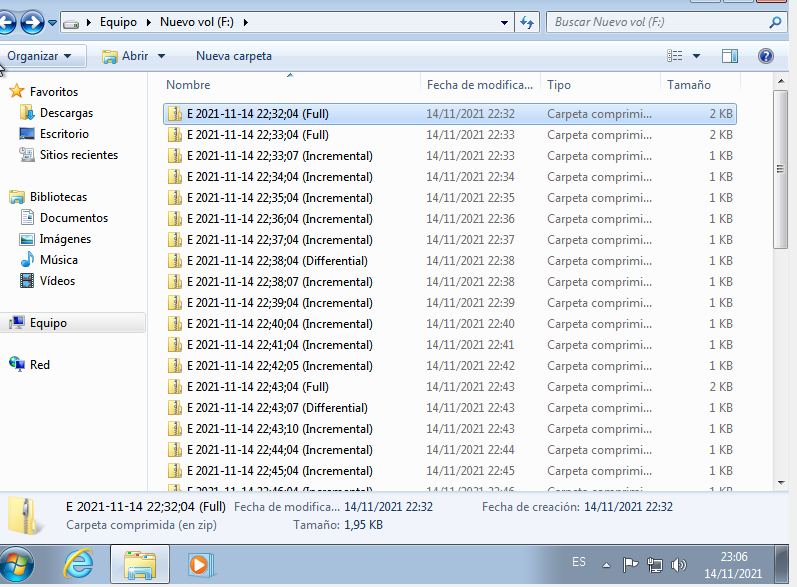 Equipo Nuevo vol (F:) Buscar Nuevo vol (F:)
Organizar Abrir Nueva carpeta
Favoritos
Descargas
Escritorio
Sitios recientes
Bibliotecas
Documentos
Imágenes
Música
Vídeos
Equipo
Red
Nombre Fecha de modifica... Tipo Tamaño
E 2021-11-14 22;32;04 (Full) 14/11/2021 22:32 Carpeta comprimi... 2 KB
E 2021-11-14 22;33;04 (Full) 14/11/2021 22:33 Carpeta comprimi... 2 KB
E 2021-11-14 22;33;07 (Incremental) 14/11/2021 22:33 Carpeta comprimi... 1 KB
E 2021-11-14 22;34;04 (Incremental) 14/11/2021 22:34 Carpeta comprimi... 1 KB
E 2021-11-14 22;35;04 (Incremental) 14/11/2021 22:35 Carpeta comprimi... 1 KB
E 2021-11-14 22;36;04 (Incremental) 14/11/2021 22:36 Carpeta comprimi... 1 KB
E 2021-11-14 22;37;04 (Incremental) 14/11/2021 22:37 Carpeta comprimi... 1 KB
E 2021-11-14 22;38;04 (Differential) 14/11/2021 22:38 Carpeta comprimi... 1 KB
E 2021-11-14 22;38;07 (Incremental) 14/11/2021 22:38 Carpeta comprimi... 1 KB
E 2021-11-14 22;39;04 (Incremental) 14/11/2021 22:39 Carpeta comprimi... 1 KB
E 2021-11-14 22;40;04 (Incremental) 14/11/2021 22:40 Carpeta comprimi... 1 KB
E 2021-11-14 22;41;04 (Incremental) 14/11/2021 22:41 Carpeta comprimi... 1 KB
E 2021-11-14 22;42;05 (Incremental) 14/11/2021 22:42 Carpeta comprimi... 1 KB
E 2021-11-14 22;43;04 (Full) 14/11/2021 22:43 Carpeta comprimi... 2 KB
E 2021-11-14 22;43;07 (Differential) 14/11/2021 22:43 Carpeta comprimi... 1 KB
E 2021-11-14 22;43;10 (Incremental) 14/11/2021 22:43 Carpeta comprimi... 1 KB
E 2021-11-14 22;44;04 (Incremental) 14/11/2021 22:44 Carpeta comprimi... 1 KB
E 2021-11-14 22;45;04 (Incremental) 14/11/2021 22:45 Carpeta comprimi... 1 KB
E 2021-11-14 22;32;04 (Full) Fecha de modifica... 14/11/2021 22:32 Fecha de creación: 14/11/2021 22:32
Carpeta comprimida (en zip) Tamaño: 1,95 KB
ES 23:06
14/11/2021